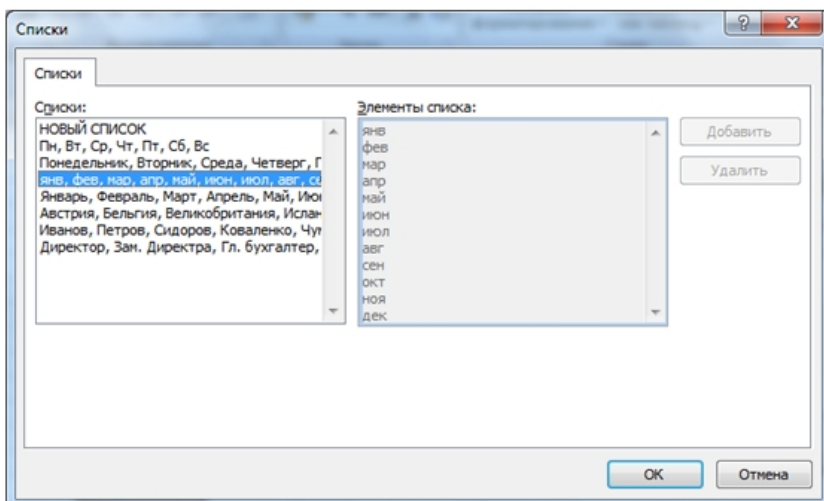 Списки
Списки
Списки:
НОВЫЙ СПИСОК
Пн, Вт, Ср, Чт, Пт, Сб, Вс
Понедельник, Вторник, Среда, Четверг, П
янв, фев, мар, апр, май, июн, июл, авг, се
Январь, Февраль, Март, Апрель, Май, Июн
Австрия, Бельгия, Великобритания, Ислан
Иванов, Петров, Сидоров, Коваленко, Чум
Директор, Зам. Директра, Гл. бухгалтер,
Элементы списка:
янв
фев
мар
апр
май
июн
июл
авг
сен
окт
ноя
дек
Добавить
Удалить
ОК
Отмена